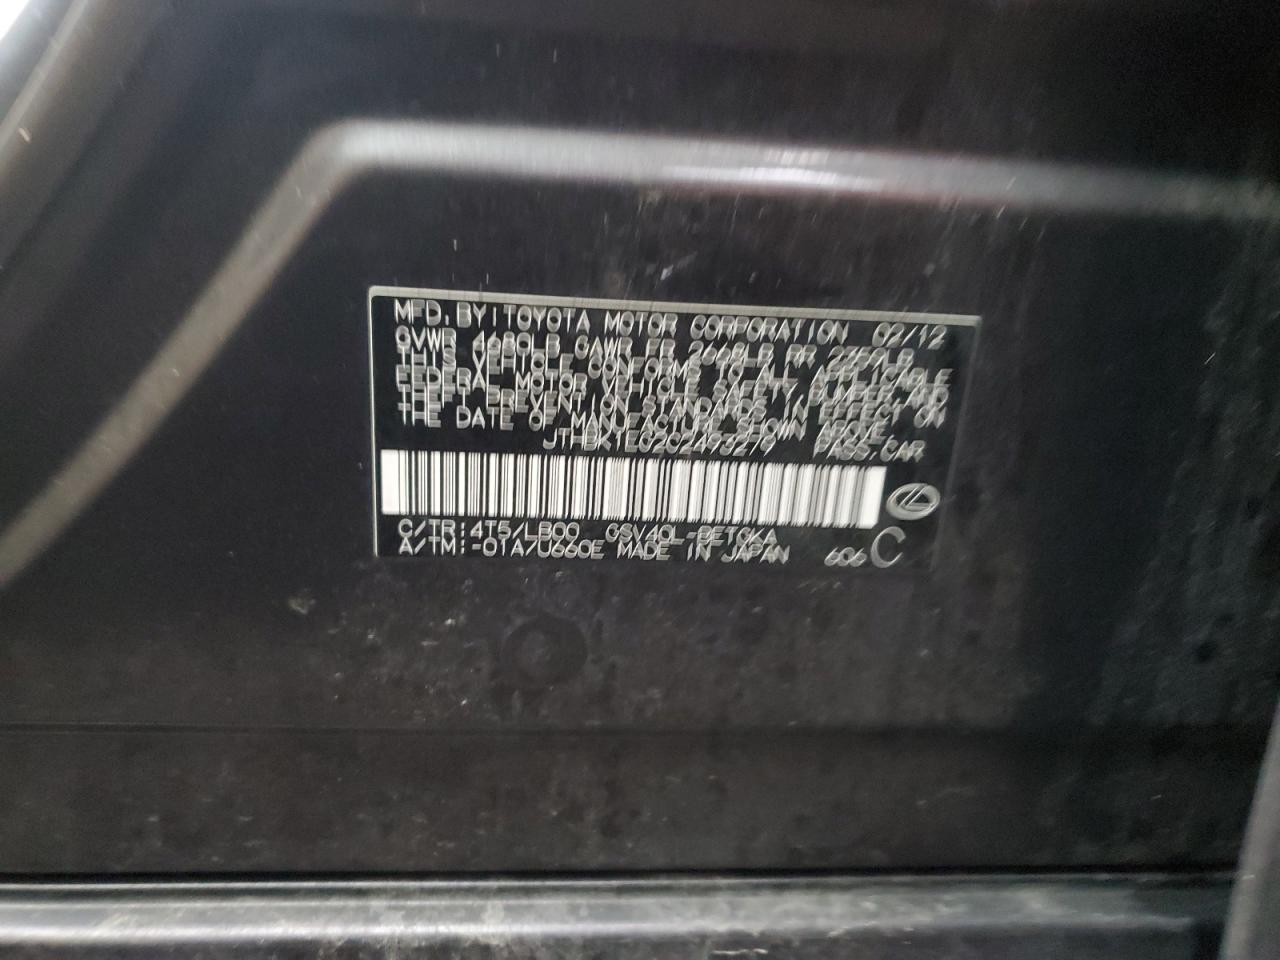 MFD. BY: TOYOTA MOTOR CORPORATION 02/12
GVWR 4680LB GAWR FR 2668LB RR
THIS VEHICLE CONFORMS TO ALL APPLICABLE
FEDERAL MOTOR VEHICLE SAFETY, BUMPER, AND
THEFT PREVENTION STANDARDS IN EFFECT ON
THE DATE OF MANUFACTURE SHOWN ABOVE.
JTHBK1EG2C2493279 PASS. CAR
C/TR: 4T5/LB00 GSV40L-BETGKA
A/TM: -01A/U660E MADE IN JAPAN 606 C